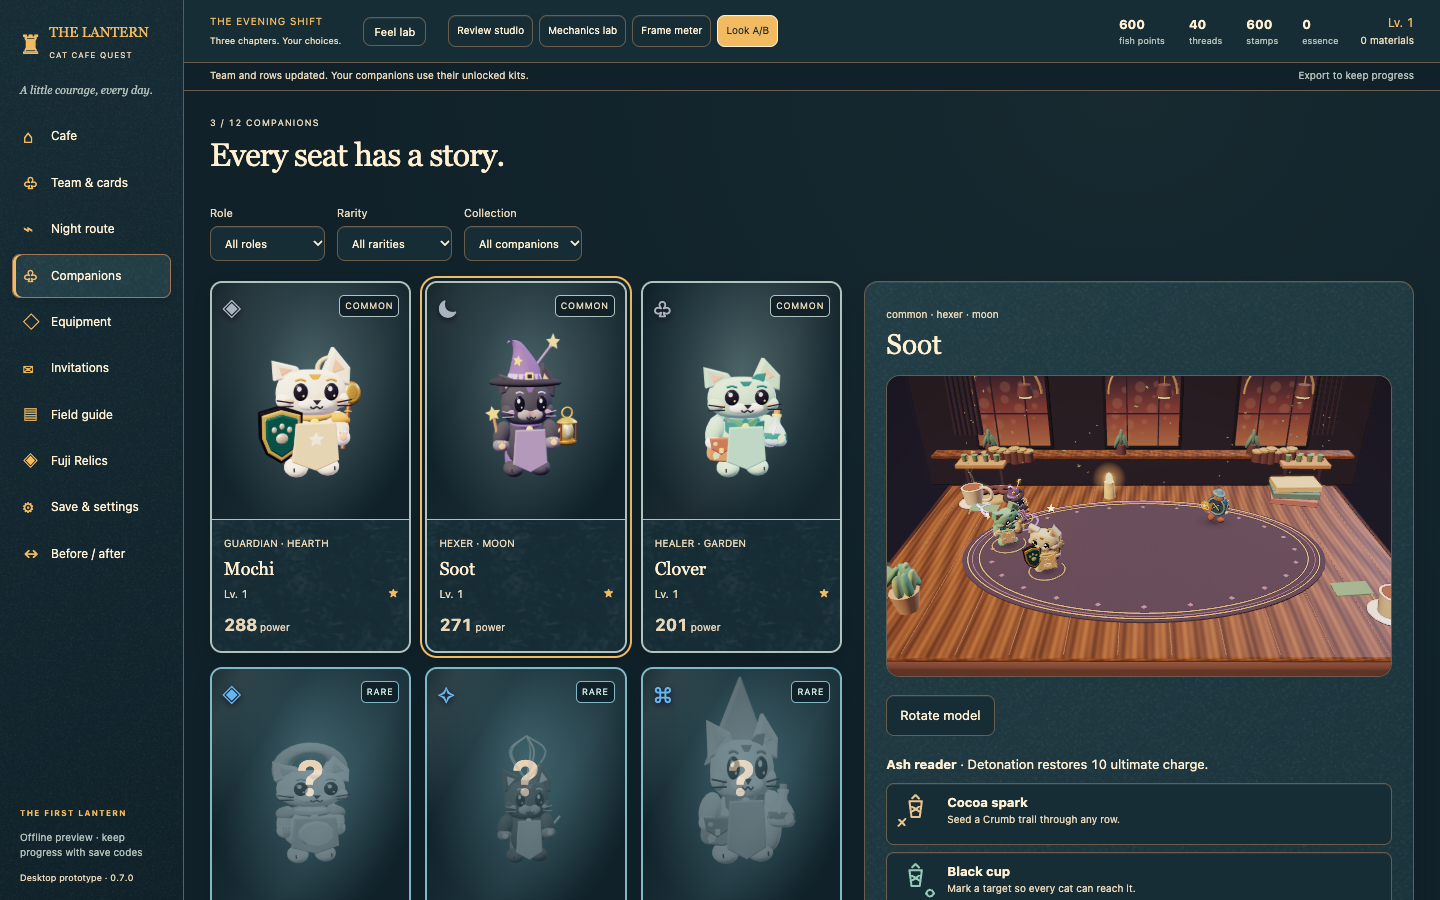 THE LANTERN
CAT CAFE QUEST
A little courage, every day.
Cafe
Team & cards
Night route
Companions
Equipment
Invitations
Field guide
Fuji Relics
Save & settings
Before / after
THE FIRST LANTERN
Offline preview · keep
progress with save codes
Desktop prototype · 0.7.0
THE EVENING SHIFT
Three chapters. Your choices.
Feel lab
Review studio
Mechanics lab
Frame meter
Look A/B
600
fish points
40
threads
600
stamps
0
essence
Lv. 1
0 materials
Team and rows updated. Your companions use their unlocked kits.
Export to keep progress
3 / 12 COMPANIONS
Every seat has a story.
Role
Rarity
Collection
All roles
All rarities
All companions
COMMON
GUARDIAN · HEARTH
Mochi
Lv. 1
288 power
COMMON
HEXER · MOON
Soot
Lv. 1
271 power
COMMON
HEALER · GARDEN
Clover
Lv. 1
201 power
RARE
?
RARE
?
RARE
?
common · hexer · moon
Soot
Rotate model
Ash reader · Detonation restores 10 ultimate charge.
Cocoa spark
Seed a Crumb trail through any row.
Black cup
Mark a target so every cat can reach it.